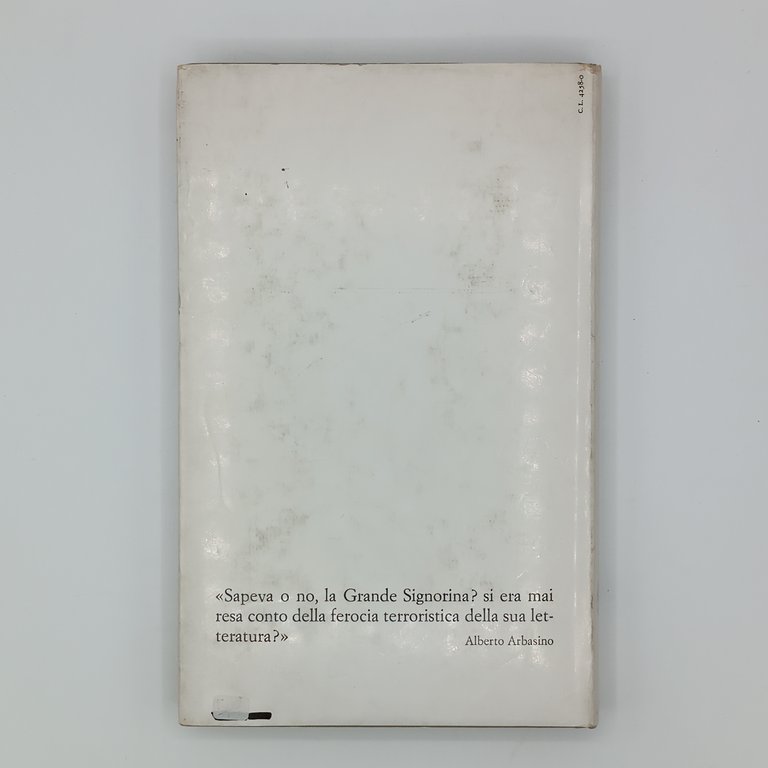 C.L. 4258-0
«Sapeva o no, la Grande Signorina? si era mai
resa conto della ferocia terroristica della sua let-
teratura?»
Alberto Arbasino